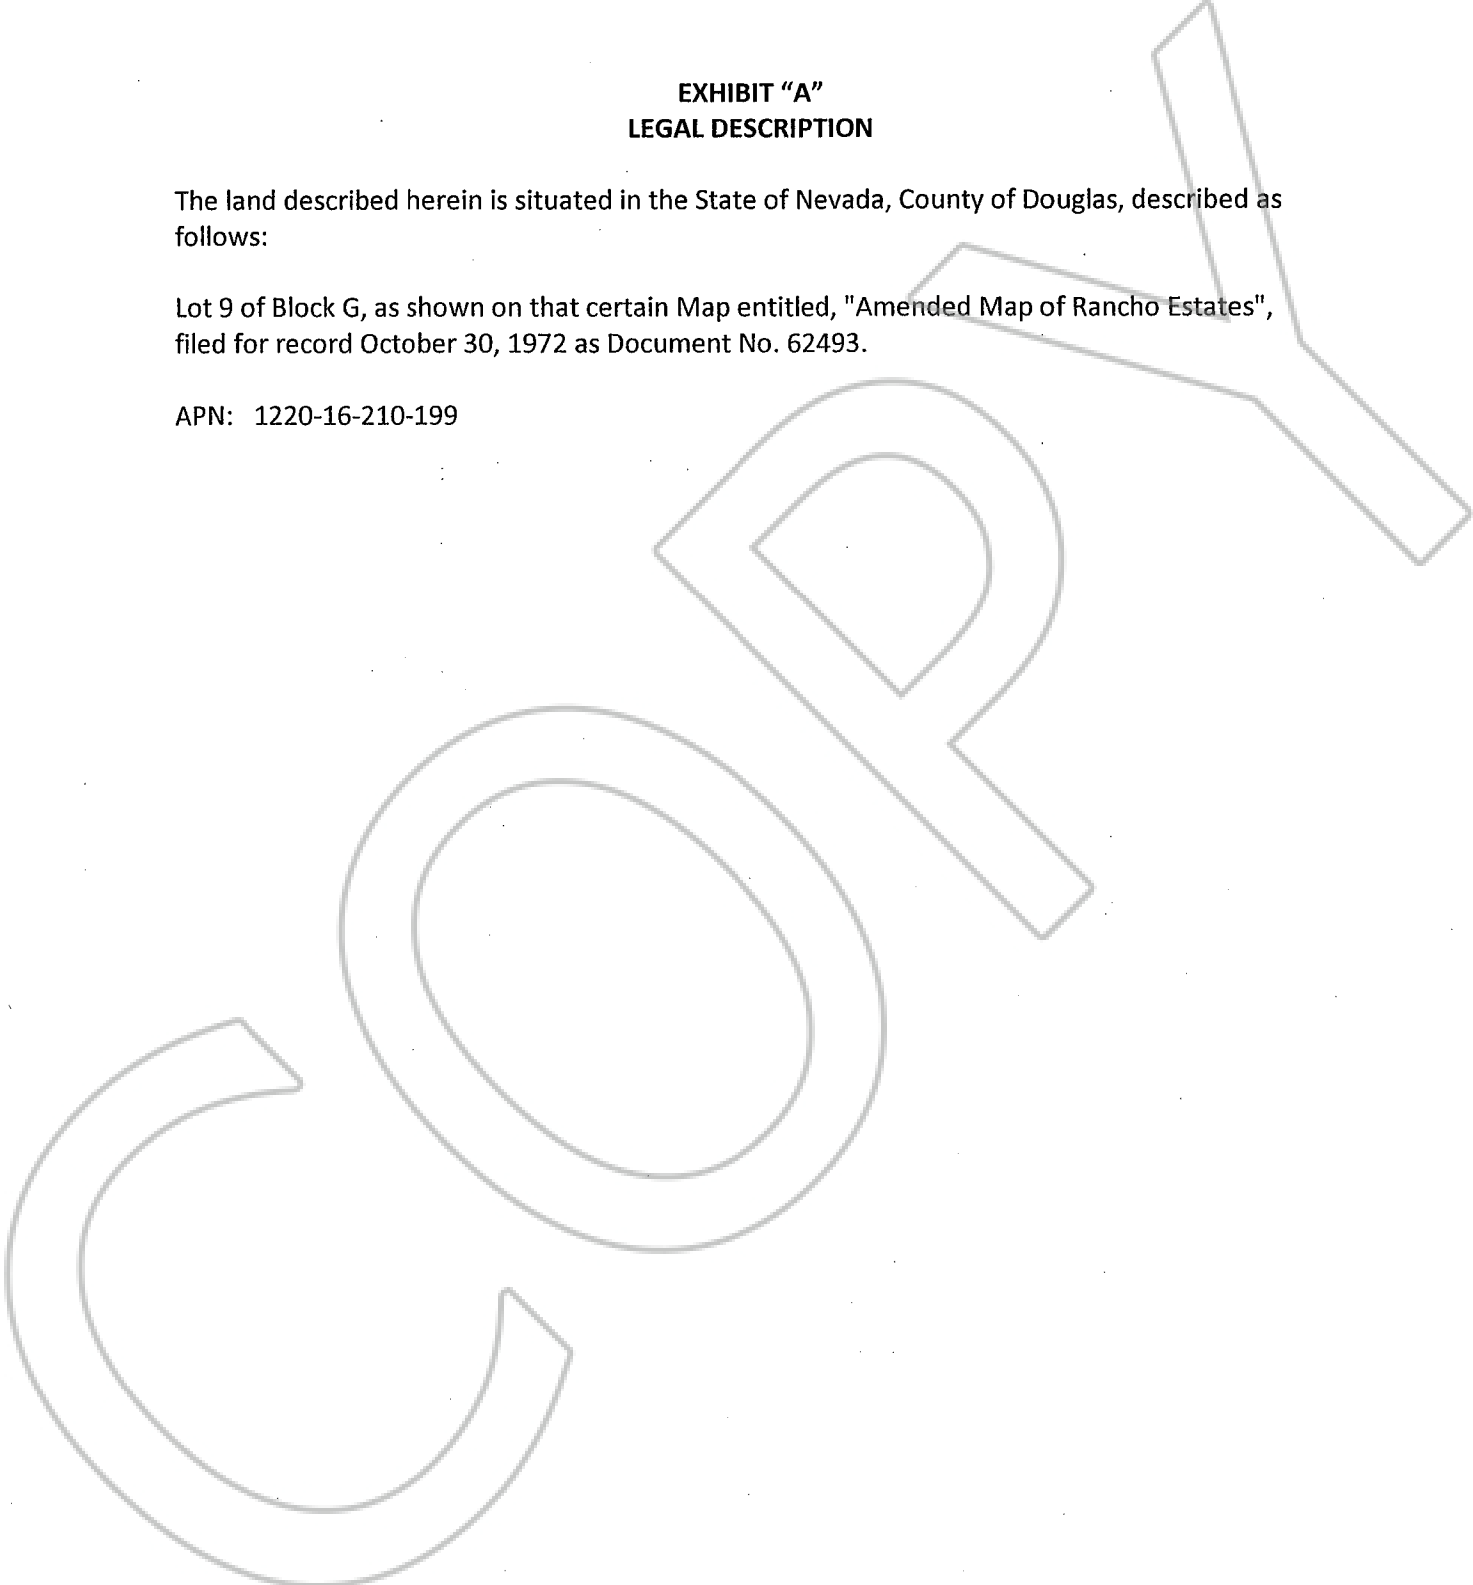 EXHIBIT “A”
LEGAL DESCRIPTION
The land described herein is situated in the State of Nevada, County of Douglas, described as
follows:
Lot 9 of Block G, as shown on that certain Map entitled, "Amended Map of Rancho Estates",
filed for record October 30, 1972 as Document No. 62493.
APN: 1220-16-210-199
COPY